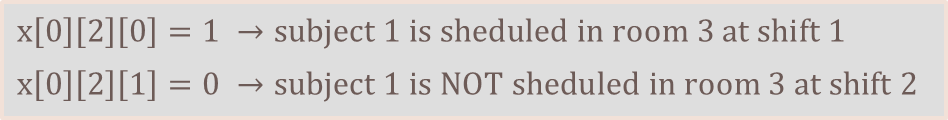 x[0][2][0] = 1 → subject 1 is sheduled in room 3 at shift 1
x[0][2][1] = 0 → subject 1 is NOT sheduled in room 3 at shift 2